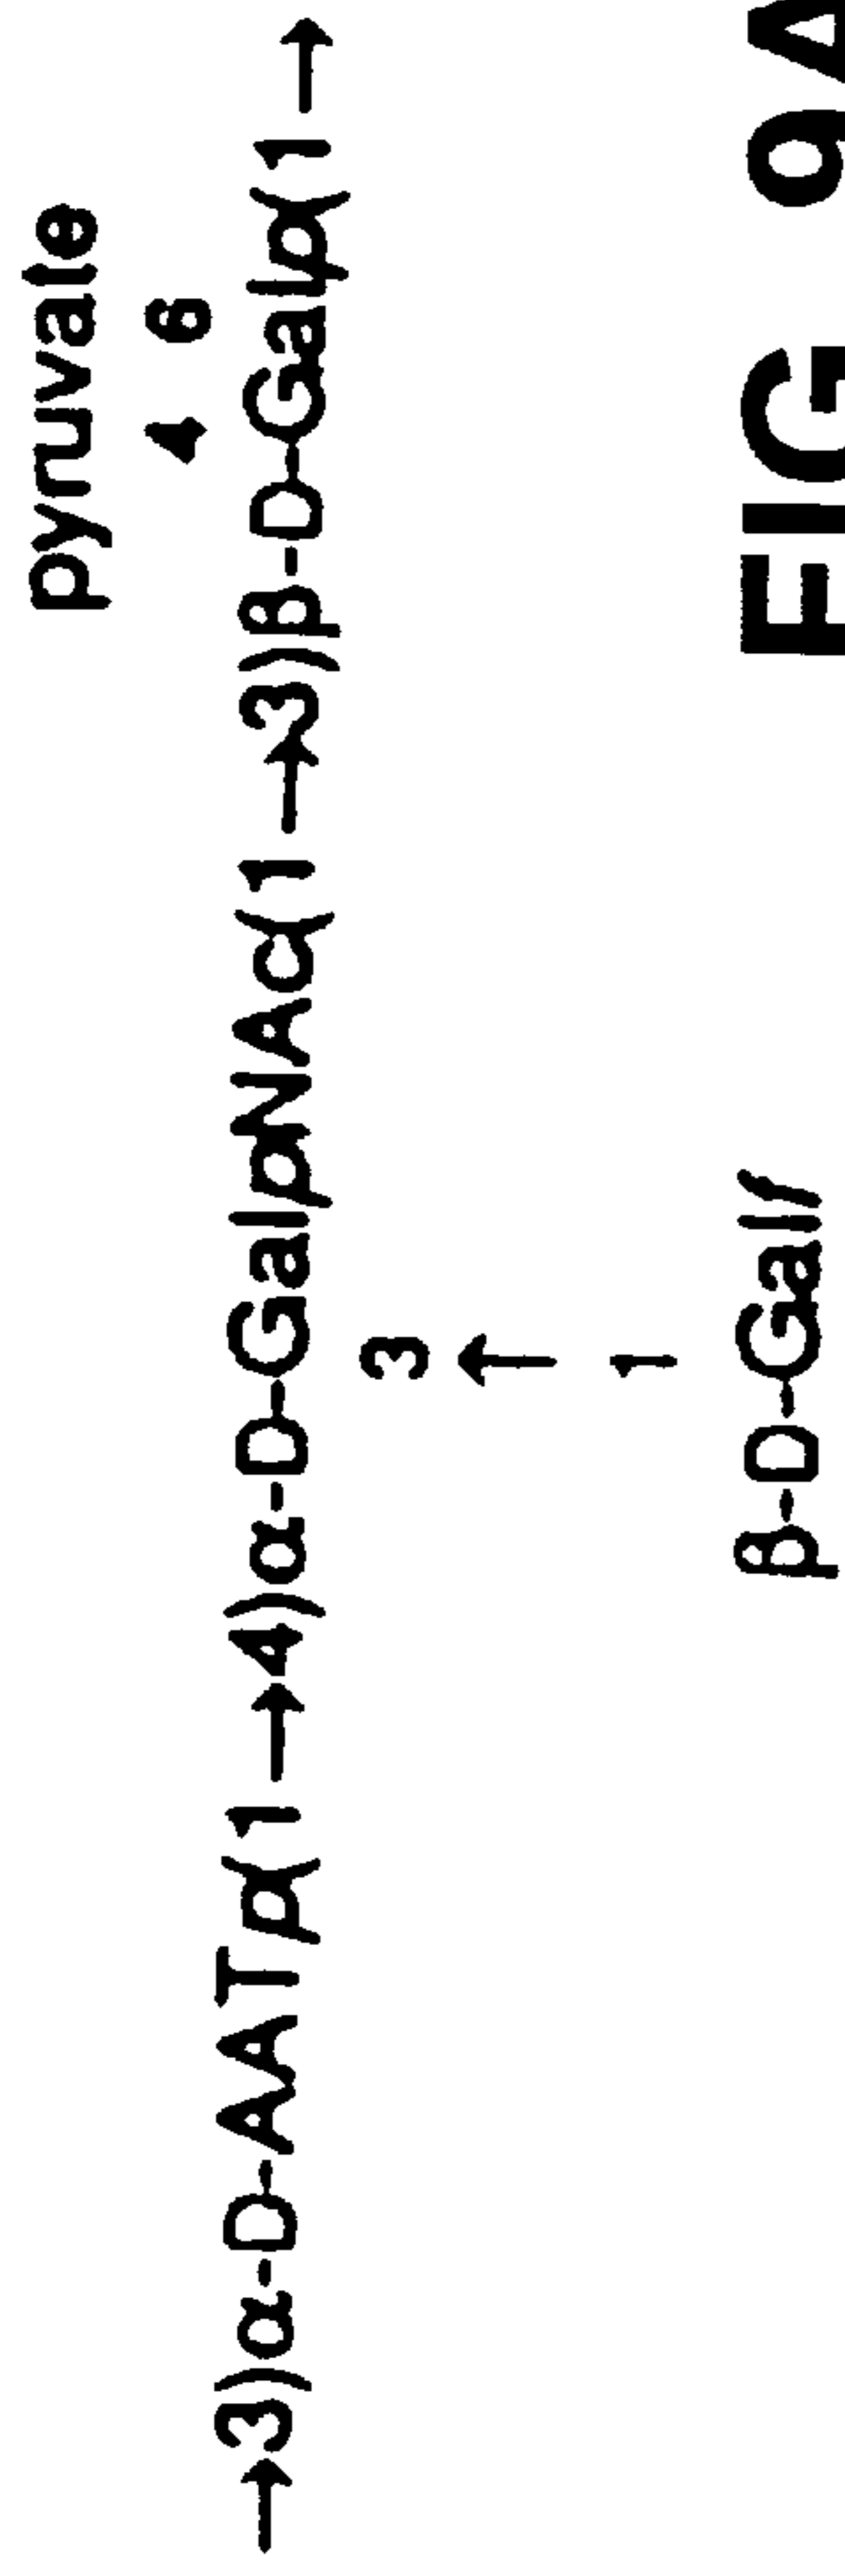 pyruvate
4 6
→3)α-D-AATp(1→4)α-D-GalpNAc(1→3)β-D-Galp(1→
3
↑
1
β-D-Galf
FIG 9A